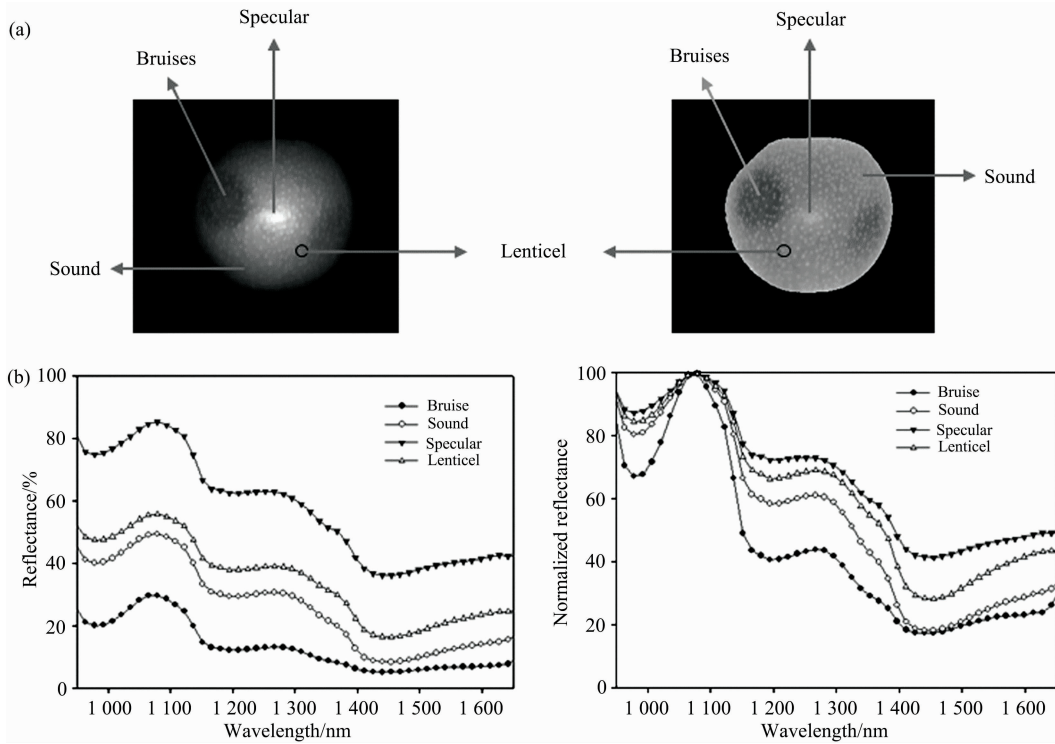 (a)
Specular
Bruises
Sound
Specular
Bruises
Sound
Lenticel
(b)
100
80
60
40
20
0
Reflectance/%
Bruise
Sound
Specular
Lenticel
1 000 1 100 1 200 1 300 1 400 1 500 1 600
Wavelength/nm
100
80
60
40
20
0
Normalized reflectance
Bruise
Sound
Specular
Lenticel
1 000 1 100 1 200 1 300 1 400 1 500 1 600
Wavelength/nm